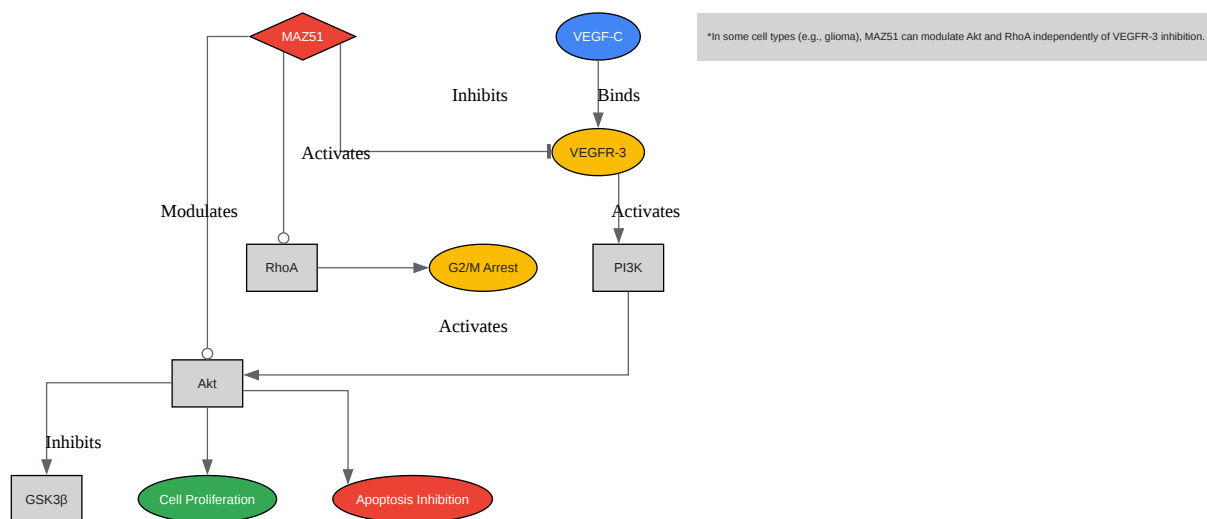 MAZ51
VEGF-C
*In some cell types (e.g., glioma), MAZ51 can modulate Akt and RhoA independently of VEGFR-3 inhibition.
Inhibits
Binds
Activates
VEGFR-3
Modulates
Activates
RhoA
G2/M Arrest
PI3K
Activates
Akt
Inhibits
GSK3β
Cell Proliferation
Apoptosis Inhibition